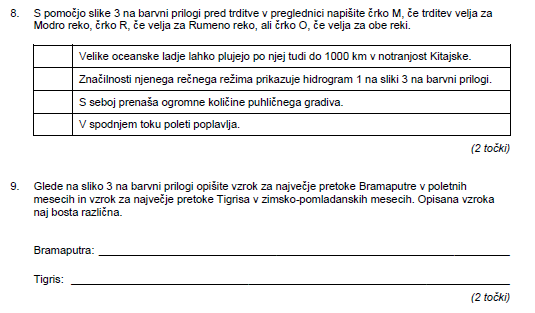 8. S pomočjo slike 3 na barvni prilogi pred trditve v preglednici napišite črko M, če trditev velja za
Modro reko, črko R, če velja za Rumeno reko, ali črko O, če velja za obe reki.
Velike oceanske ladje lahko plujejo po njej tudi do 1000 km v notranjost Kitajske.
Značilnosti njenega rečnega režima prikazuje hidrogram 1 na sliki 3 na barvni prilogi.
S seboj prenaša ogromne količine puhličnega gradiva.
V spodnjem toku poleti poplavlja.
(2 točki)
9. Glede na sliko 3 na barvni prilogi opišite vzrok za največje pretoke Bramaputre v poletnih
mesecih in vzrok za največje pretoke Tigrisa v zimsko-pomladanskih mesecih. Opisana vzroka
naj bosta različna.
Bramaputra:
Tigris:
(2 točki)